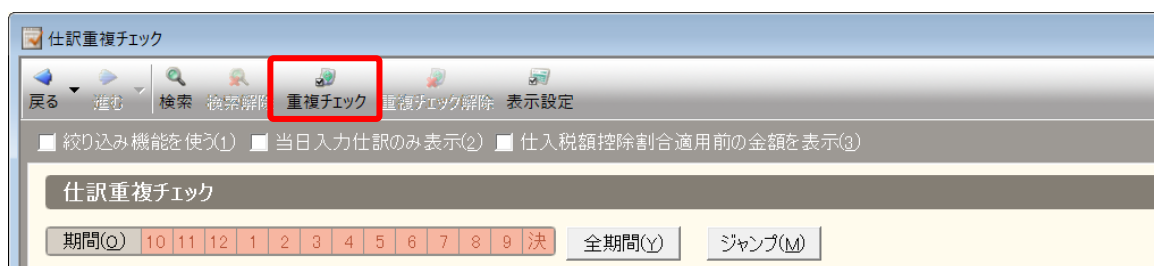 仕訳重複チェック
戻る 進む 検索 検索解除 重複チェック 重複チェック解除 表示設定
絞り込み機能を使う(1) 当日入力仕訳のみ表示(2) 仕入税額控除割合適用前の金額を表示(3)
仕訳重複チェック
期間(O) 10 11 12 1 2 3 4 5 6 7 8 9 決 全期間(Y) ジャンプ(M)